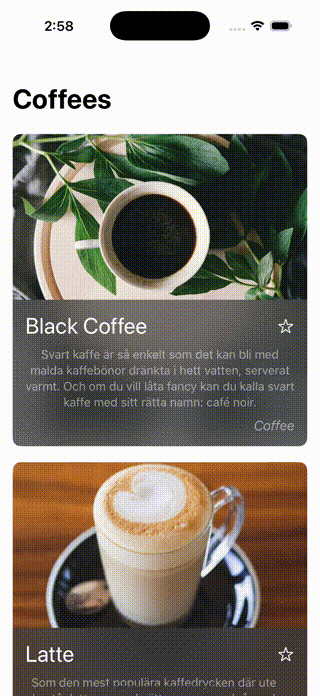 2:58
Coffees
Black Coffee
Svart kaffe är så enkelt som det kan bli med
malda kaffebönor dränkta i hett vatten, serverat
varmt. Och om du vill låta fancy kan du kalla svart
kaffe med sitt rätta namn: café noir.
Coffee
Latte
Som den mest populära kaffedrycken där ute